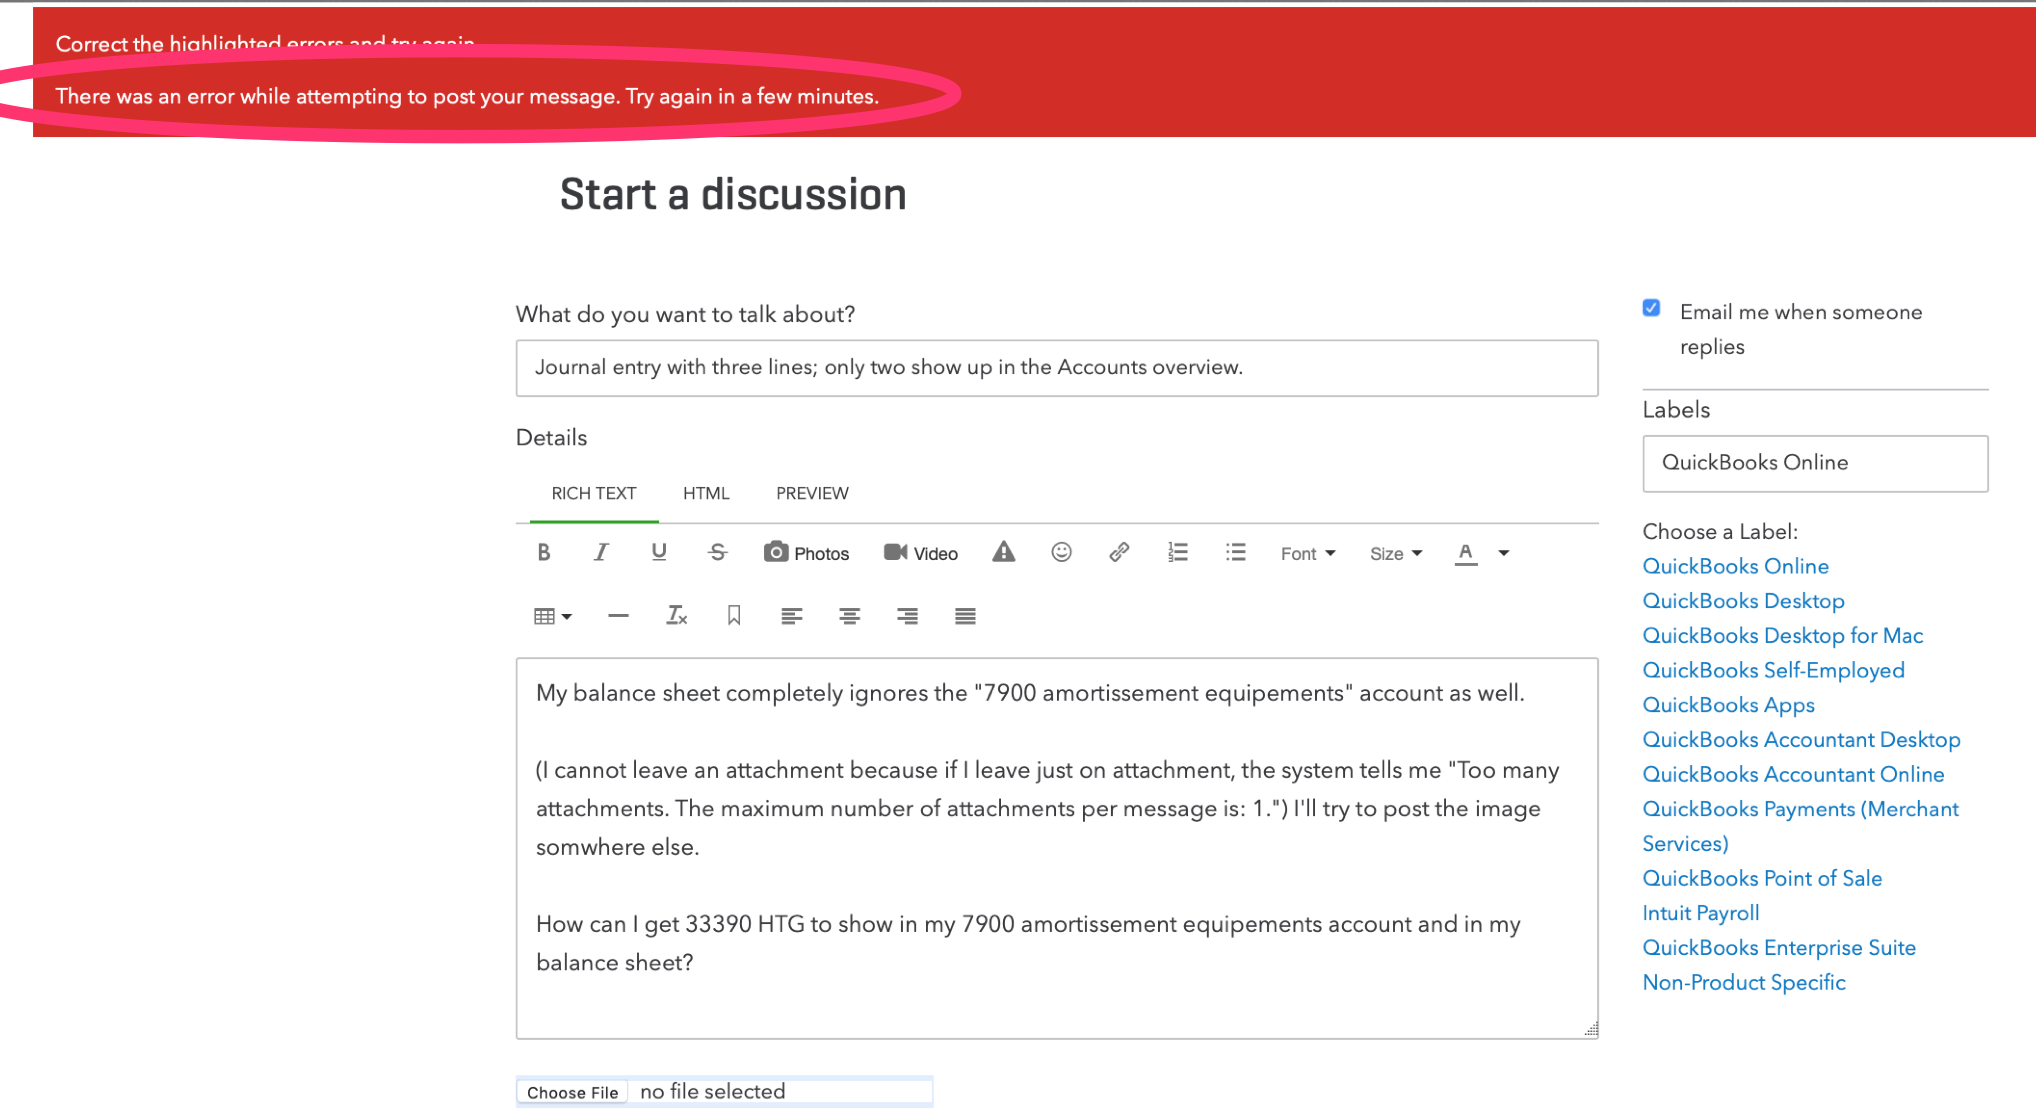 Correct the highlighted errors and try again.
There was an error while attempting to post your message. Try again in a few minutes.
Start a discussion
What do you want to talk about?
Journal entry with three lines; only two show up in the Accounts overview.
Details
RICH TEXT HTML PREVIEW
B I U S Photos Video Font Size A
My balance sheet completely ignores the "7900 amortissement equipements" account as well.
(I cannot leave an attachment because if I leave just on attachment, the system tells me "Too many
attachments. The maximum number of attachments per message is: 1.") I'll try to post the image
somwhere else.
How can I get 33390 HTG to show in my 7900 amortissement equipements account and in my
balance sheet?
Choose File no file selected
Email me when someone
replies
Labels
QuickBooks Online
Choose a Label:
QuickBooks Online
QuickBooks Desktop
QuickBooks Desktop for Mac
QuickBooks Self-Employed
QuickBooks Apps
QuickBooks Accountant Desktop
QuickBooks Accountant Online
QuickBooks Payments (Merchant
Services)
QuickBooks Point of Sale
Intuit Payroll
QuickBooks Enterprise Suite
Non-Product Specific